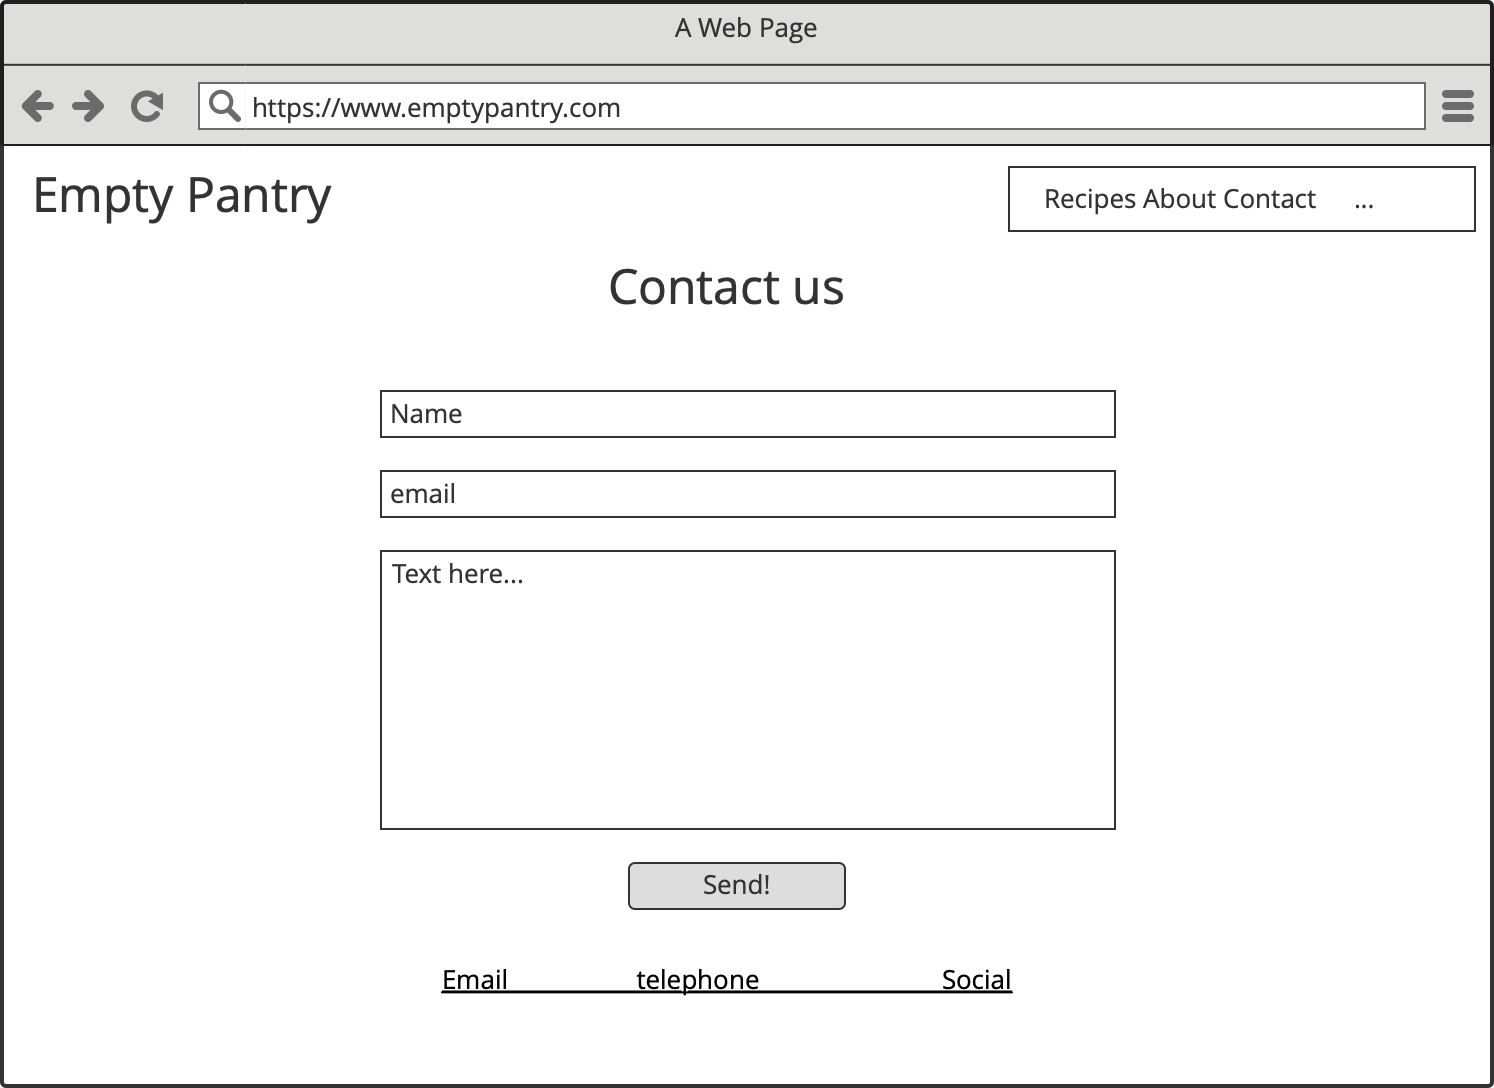 A Web Page
https://www.emptypantry.com
Empty Pantry
Recipes About Contact ...
Contact us
Name
email
Text here...
Send!
Email telephone Social